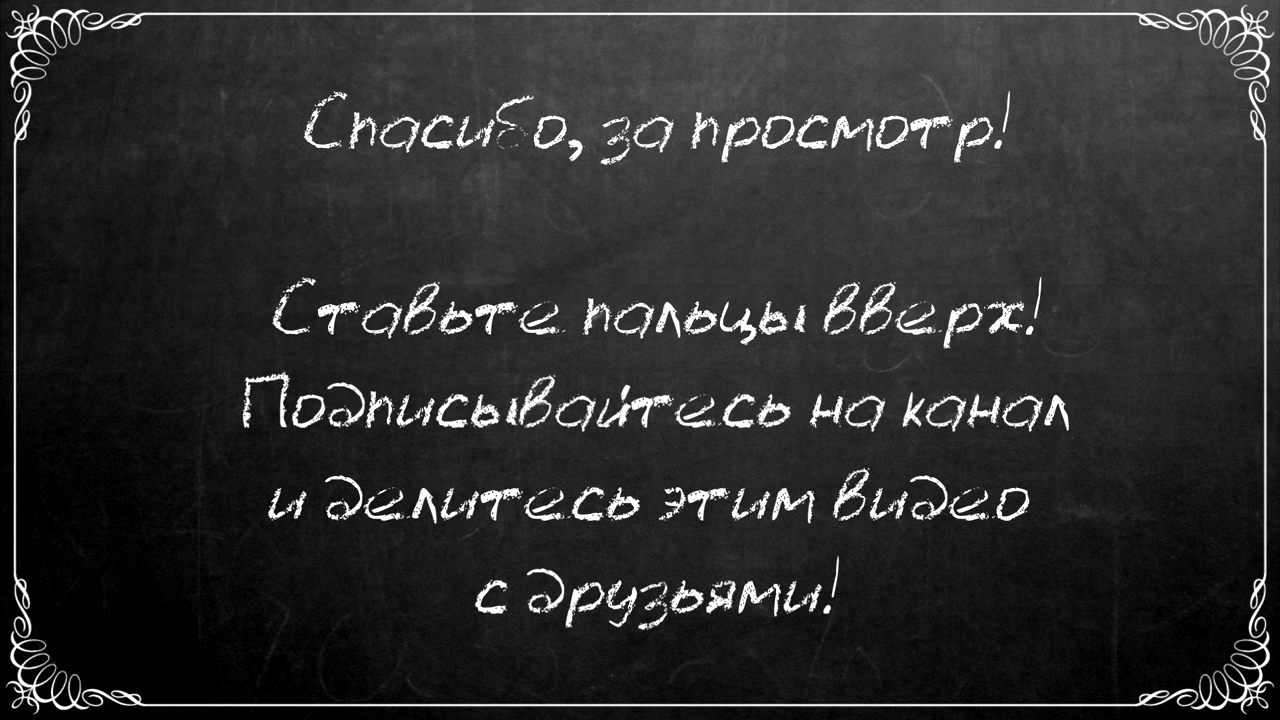 Спасибо, за просмотр!
Ставьте пальцы вверх!
Подписывайтесь на канал
и делитесь этим видео
с друзьями!